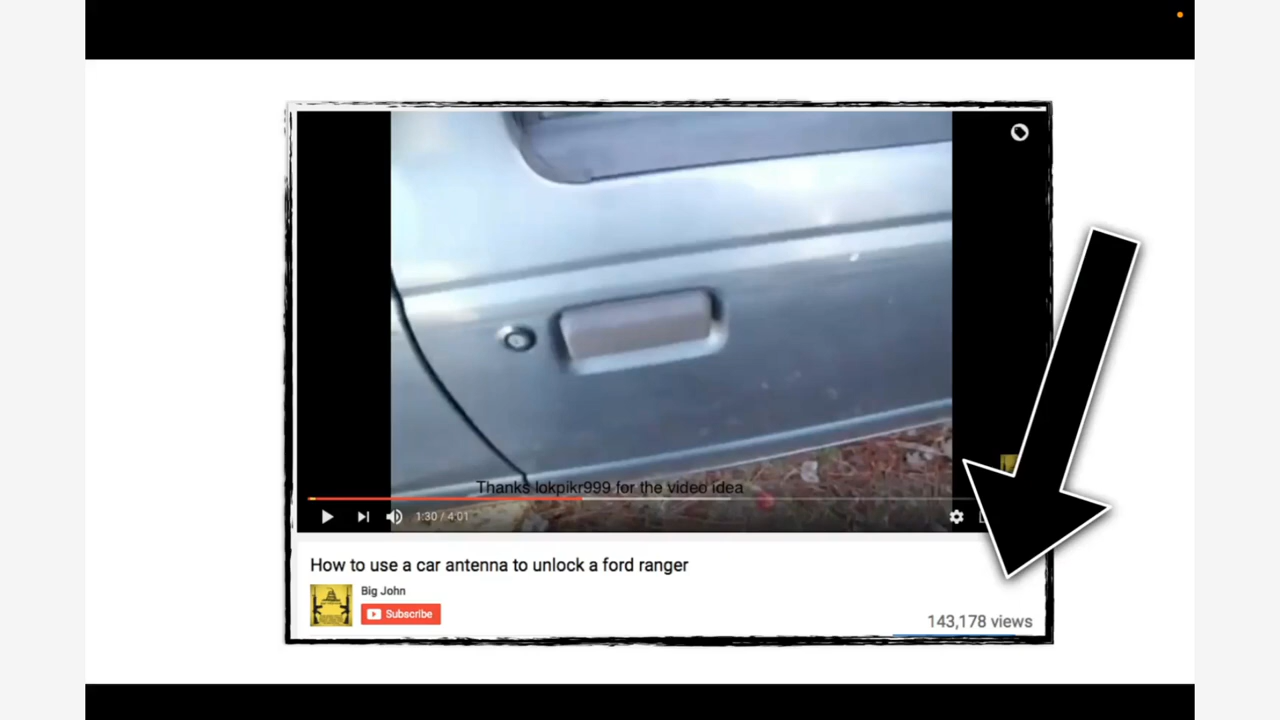 Thanks lokpikr999 for the video idea
1:30 / 4:01
How to use a car antenna to unlock a ford ranger
Big John
Subscribe
143,178 views